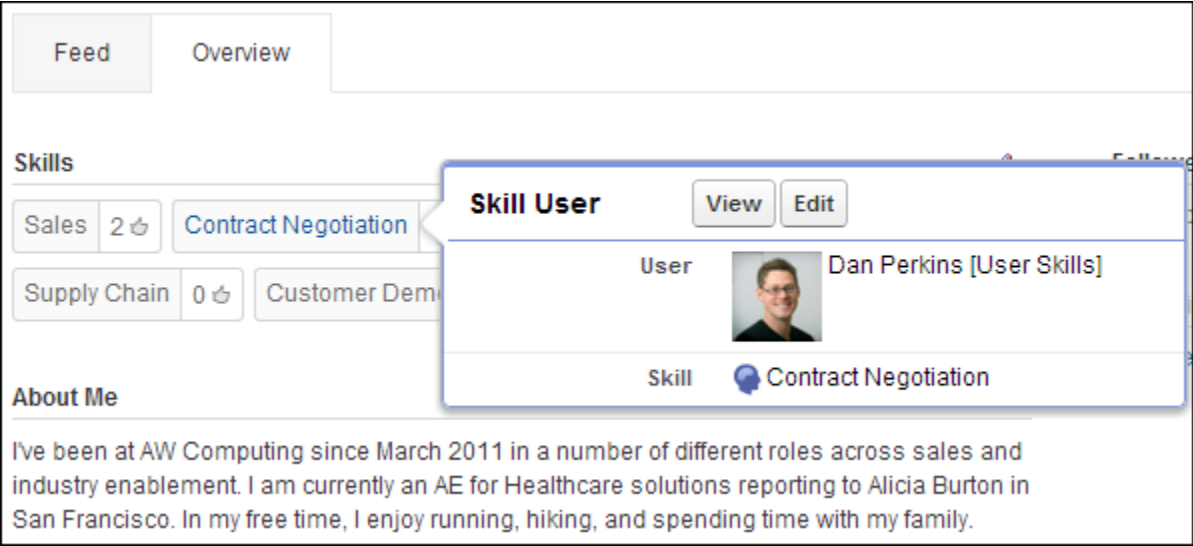 Feed Overview
Skills
Sales 2 Contract Negotiation
Supply Chain 0 Customer
Skill User View Edit
User Dan Perkins [User Skills]
Skill Contract Negotiation
About Me
I've been at AW Computing since March 2011 in a number of different roles across sales and
industry enablement. I am currently an AE for Healthcare solutions reporting to Alicia Burton in
San Francisco. In my free time, I enjoy running, hiking, and spending time with my family.